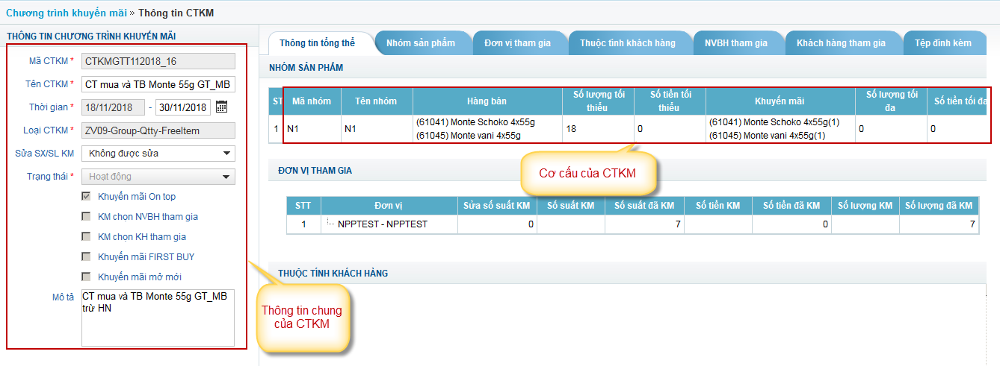 Chương trình khuyến mãi » Thông tin CTKM
THÔNG TIN CHƯƠNG TRÌNH KHUYẾN MÃI
Mã CTKM * CTKMGTT112018_16
Tên CTKM * CT mua và TB Monte 55g GT_MB
Thời gian * 18/11/2018 - 30/11/2018
Loại CTKM * ZV09-Group-Qtty-FreeItem
Sửa SX/SL KM Không được sửa
Trạng thái * Hoạt động
Khuyến mãi On top
KM chọn NVBH tham gia
KM chọn KH tham gia
Khuyến mãi FIRST BUY
Khuyến mãi mở mới
Mô tả CT mua và TB Monte 55g GT_MB
trừ HN
Thông tin chung
của CTKM
Thông tin tổng thể Nhóm sản phẩm Đơn vị tham gia Thuộc tính khách hàng NVBH tham gia Khách hàng tham gia Tệp đính kèm
NHÓM SẢN PHẨM
ST Mã nhóm Tên nhóm Hàng bán Số lượng tối thiểu Số tiền tối thiểu Khuyến mãi Số lượng tối đa Số tiền tối đa
1 N1 N1 (61041) Monte Schoko 4x55g 18 0 (61041) Monte Schoko 4x55g(1) 0 0
(61045) Monte vani 4x55g (61045) Monte vani 4x55g(1)
Cơ cấu của CTKM
ĐƠN VỊ THAM GIA
STT Đơn vị Sửa số suất KM Số suất KM Số suất đã KM Số tiền KM Số tiền đã KM Số lượng KM Số lượng đã KM
1 NPPTEST - NPPTEST 0 7 0 7
THUỘC TÍNH KHÁCH HÀNG